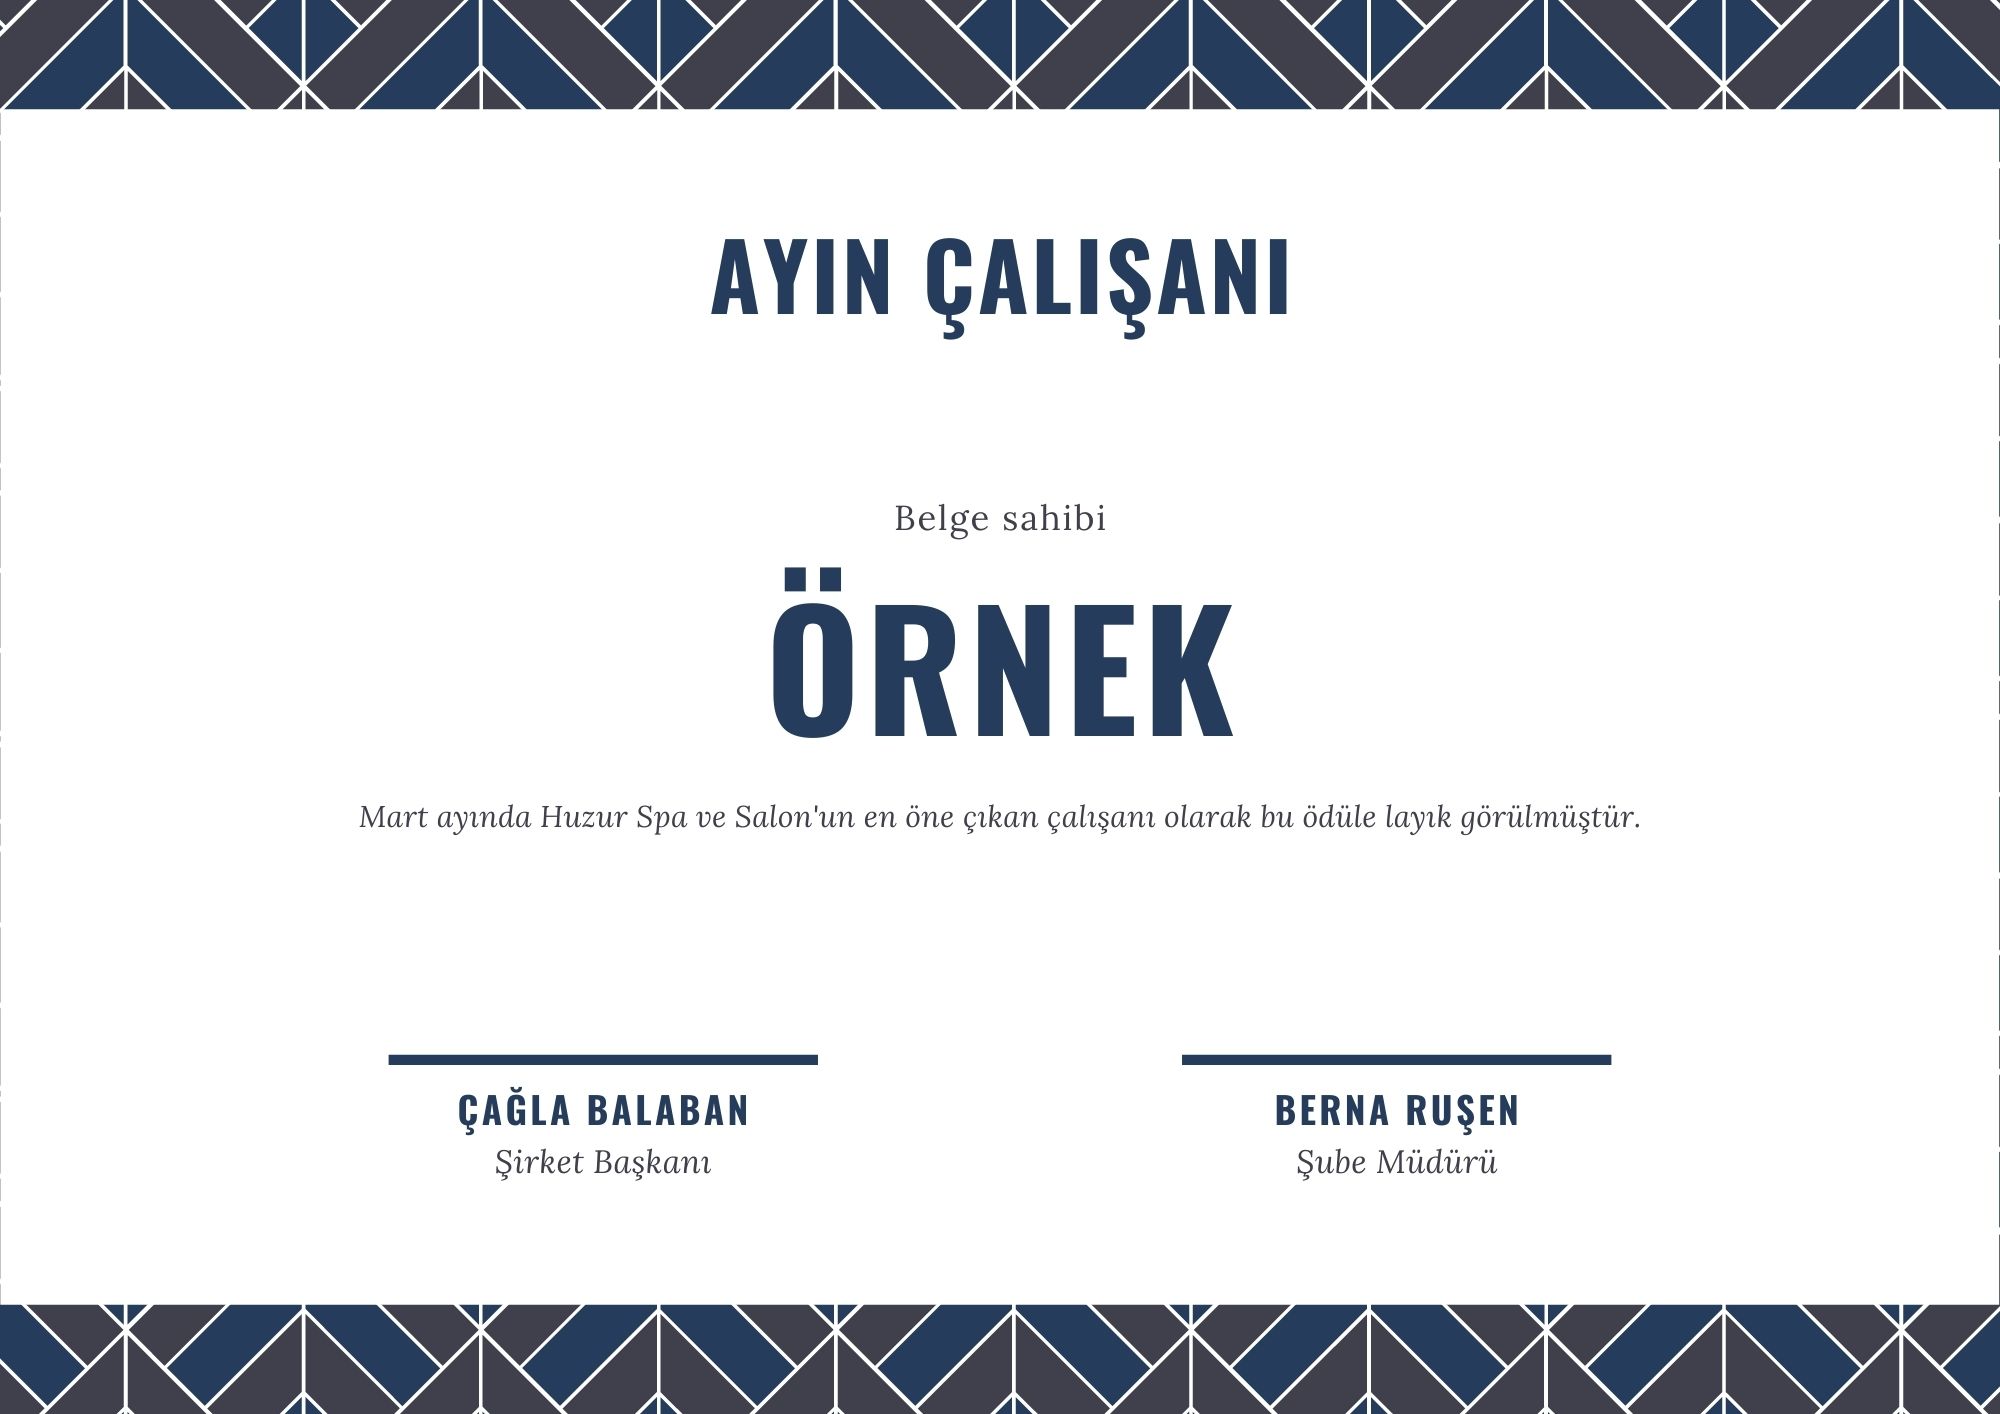 AYIN ÇALIŞANI
Belge sahibi
ÖRNEK
Mart ayında Huzur Spa ve Salon'un en öne çıkan çalışanı olarak bu ödüle layık görülmüştür.
ÇAĞLA BALABAN
Şirket Başkanı
BERNA RUŞEN
Şube Müdürü